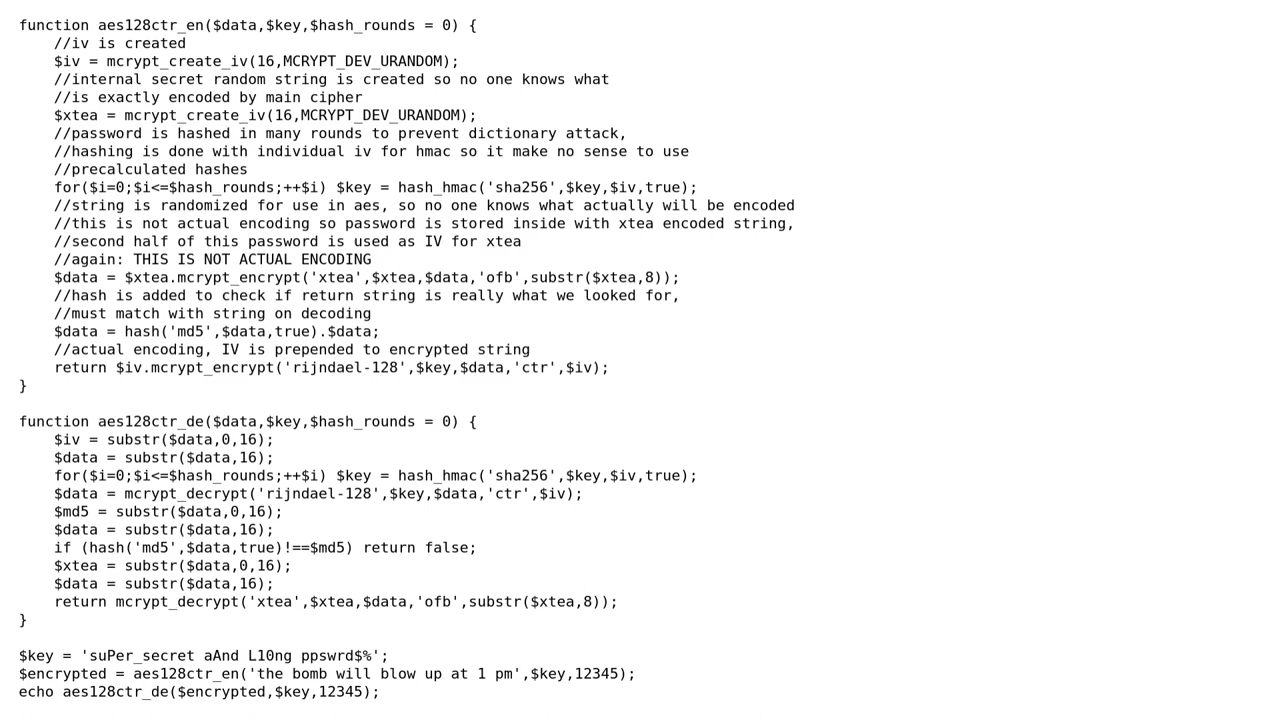 function aes128ctr_en($data,$key,$hash_rounds = 0) {
    //iv is created
    $iv = mcrypt_create_iv(16,MCRYPT_DEV_URANDOM);
    //internal secret random string is created so no one knows what
    //is exactly encoded by main cipher
    $xtea = mcrypt_create_iv(16,MCRYPT_DEV_URANDOM);
    //password is hashed in many rounds to prevent dictionary attack,
    //hashing is done with individual iv for hmac so it make no sense to use
    //precalculated hashes
    for($i=0;$i<=$hash_rounds;++$i) $key = hash_hmac('sha256',$key,$iv,true);
    //string is randomized for use in aes, so no one knows what actually will be encoded
    //this is not actual encoding so password is stored inside with xtea encoded string,
    //second half of this password is used as IV for xtea
    //again: THIS IS NOT ACTUAL ENCODING
    $data = $xtea.mcrypt_encrypt('xtea',$xtea,$data,'ofb',substr($xtea,8));
    //hash is added to check if return string is really what we looked for,
    //must match with string on decoding
    $data = hash('md5',$data,true).$data;
    //actual encoding, IV is prepended to encrypted string
    return $iv.mcrypt_encrypt('rijndael-128',$key,$data,'ctr',$iv);
}

function aes128ctr_de($data,$key,$hash_rounds = 0) {
    $iv = substr($data,0,16);
    $data = substr($data,16);
    for($i=0;$i<=$hash_rounds;++$i) $key = hash_hmac('sha256',$key,$iv,true);
    $data = mcrypt_decrypt('rijndael-128',$key,$data,'ctr',$iv);
    $md5 = substr($data,0,16);
    $data = substr($data,16);
    if (hash('md5',$data,true)!==$md5) return false;
    $xtea = substr($data,0,16);
    $data = substr($data,16);
    return mcrypt_decrypt('xtea',$xtea,$data,'ofb',substr($xtea,8));
}

$key = 'suPer_secret aAnd L10ng ppswrd$%';
$encrypted = aes128ctr_en('the bomb will blow up at 1 pm',$key,12345);
echo aes128ctr_de($encrypted,$key,12345);